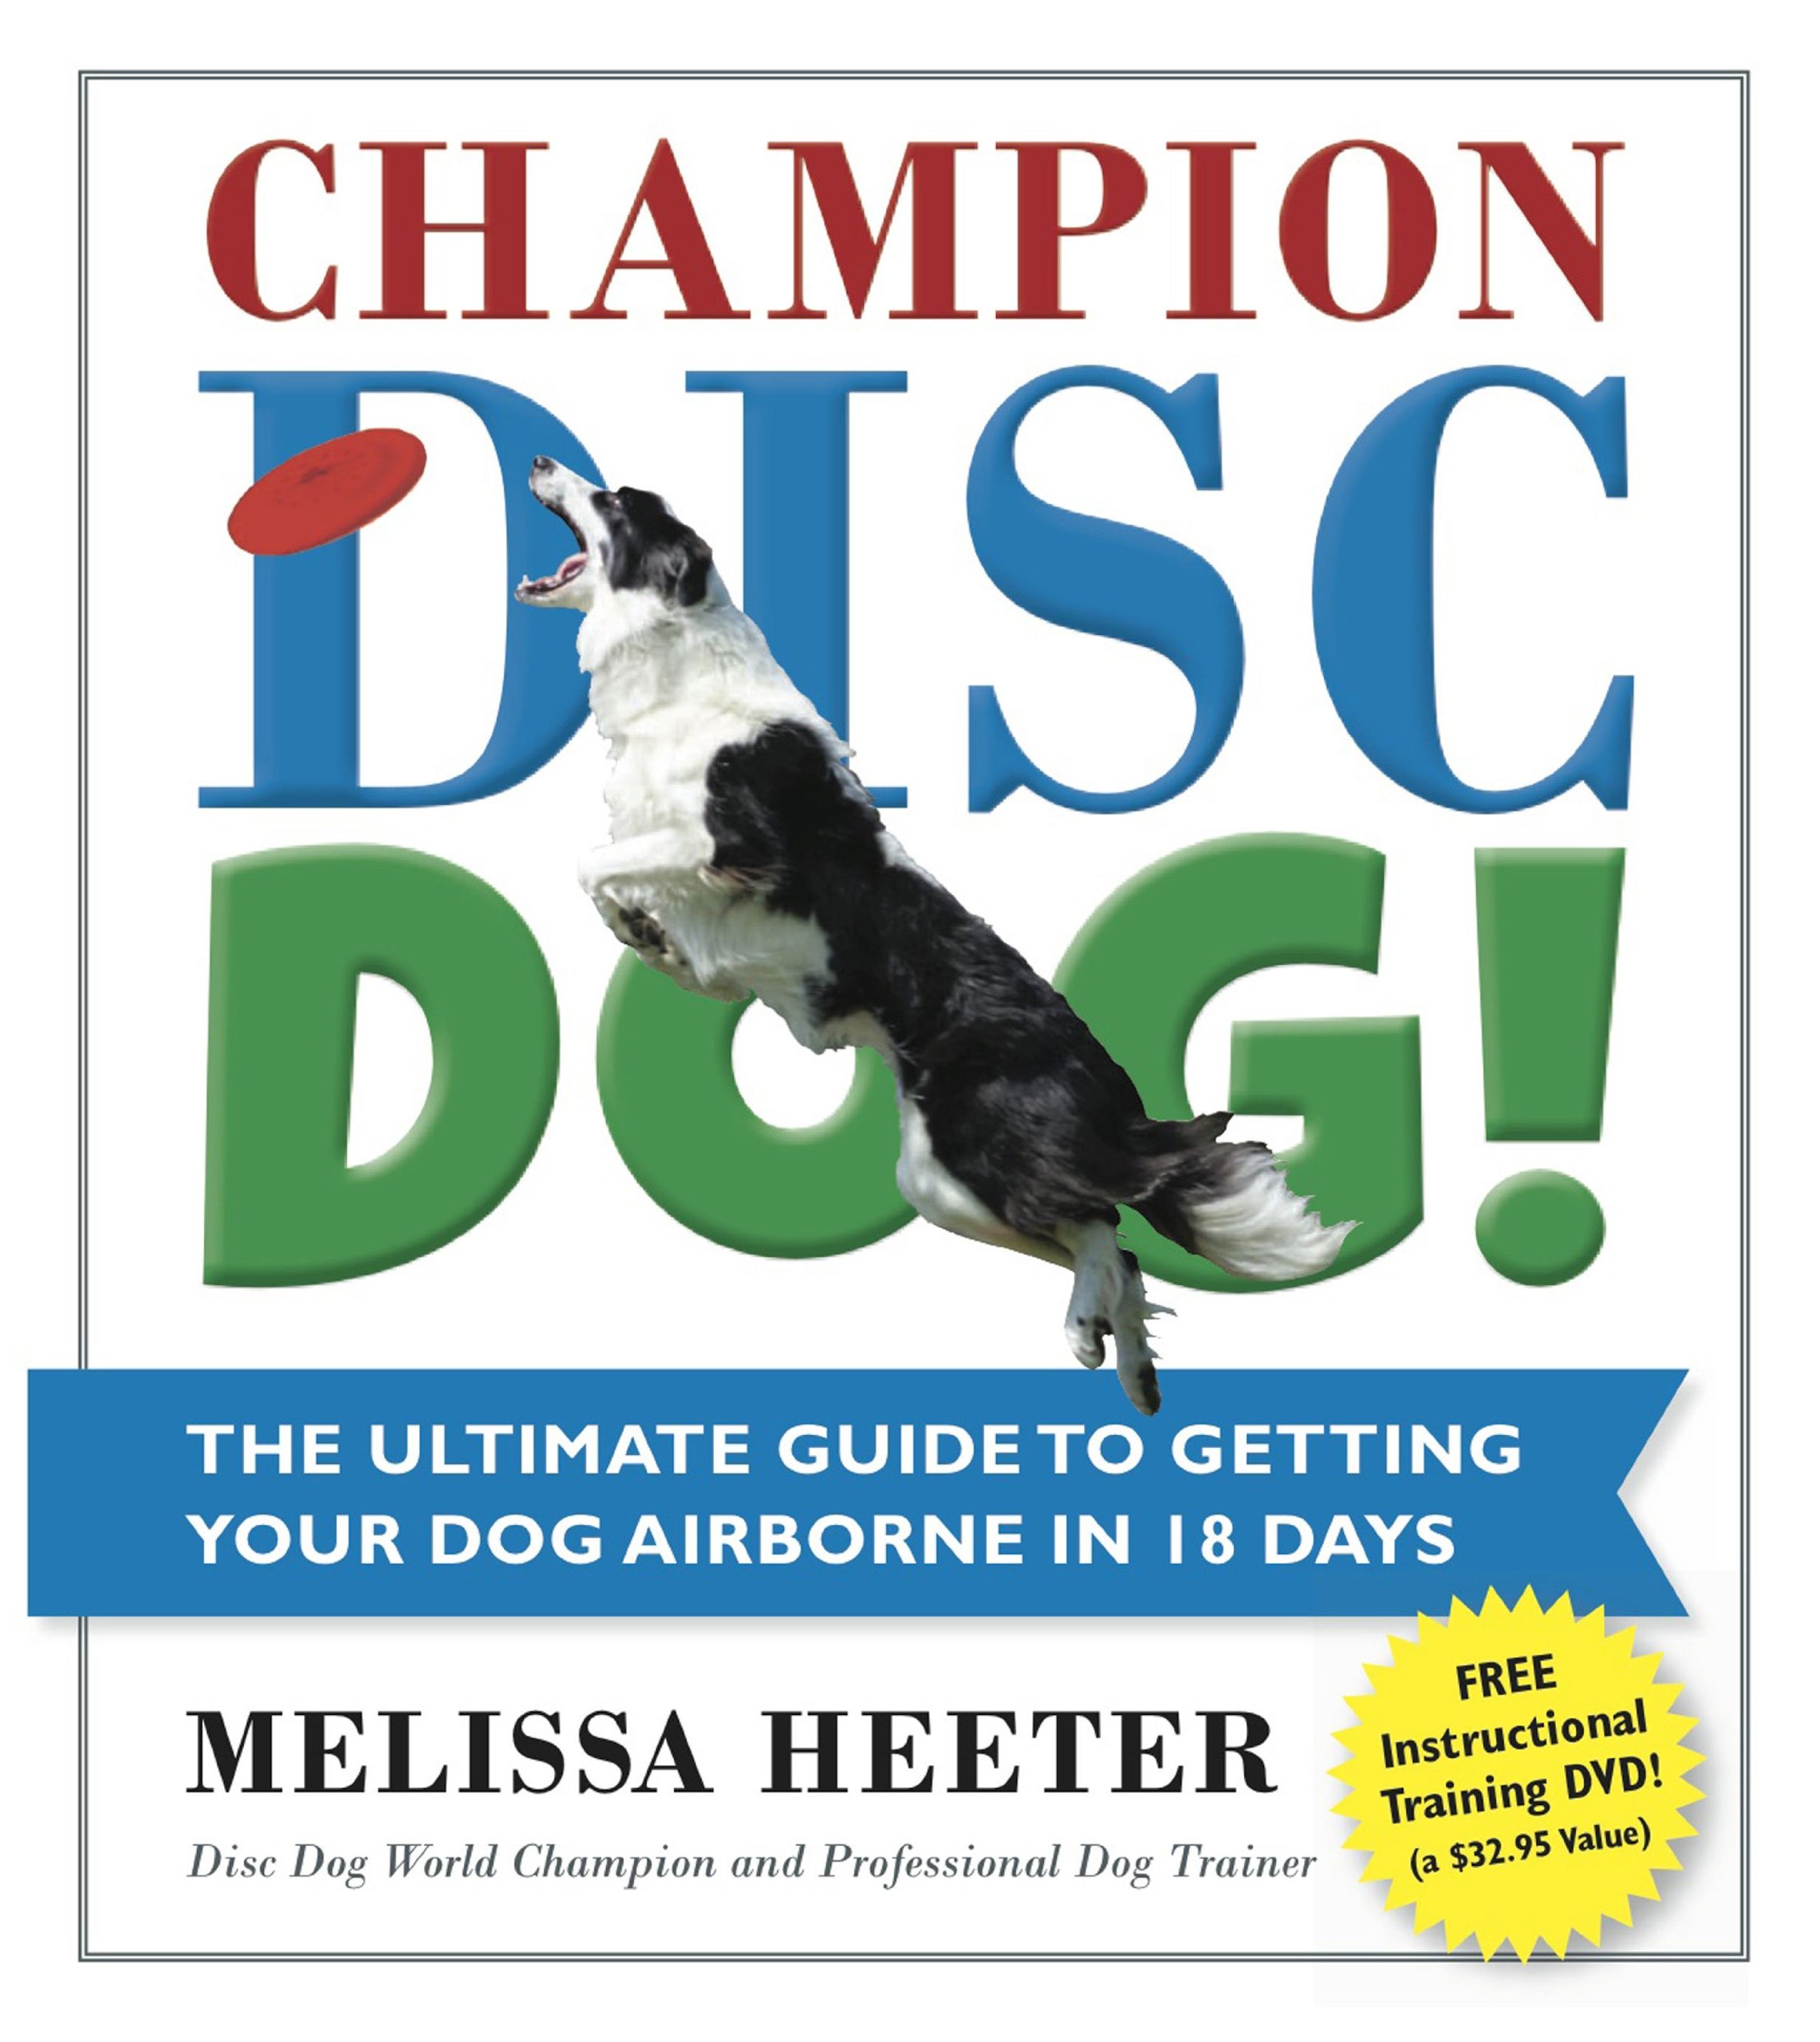 CHAMPION
DISC
DOG!
THE ULTIMATE GUIDE TO GETTING
YOUR DOG AIRBORNE IN 18 DAYS
MELISSA HEETER
Disc Dog World Champion and Professional Dog Trainer
FREE
Instructional
Training DVD!
(a $32.95 Value)